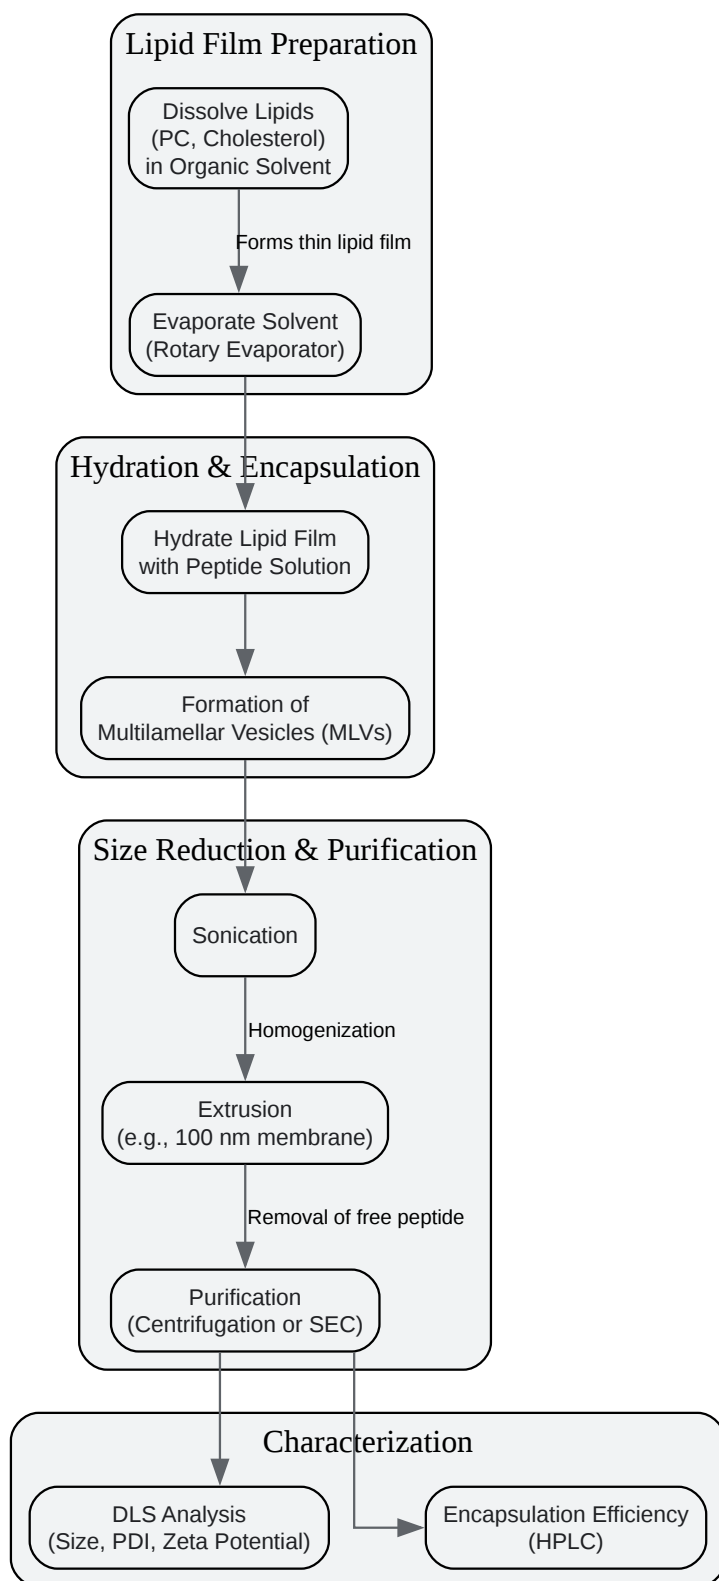 Lipid Film Preparation
Dissolve Lipids
(PC, Cholesterol)
in Organic Solvent
Forms thin lipid film
Evaporate Solvent
(Rotary Evaporator)
Hydration & Encapsulation
Hydrate Lipid Film
with Peptide Solution
Formation of
Multilamellar Vesicles (MLVs)
Size Reduction & Purification
Sonication
Homogenization
Extrusion
(e.g., 100 nm membrane)
Removal of free peptide
Purification
(Centrifugation or SEC)
Characterization
DLS Analysis
(Size, PDI, Zeta Potential)
Encapsulation Efficiency
(HPLC)